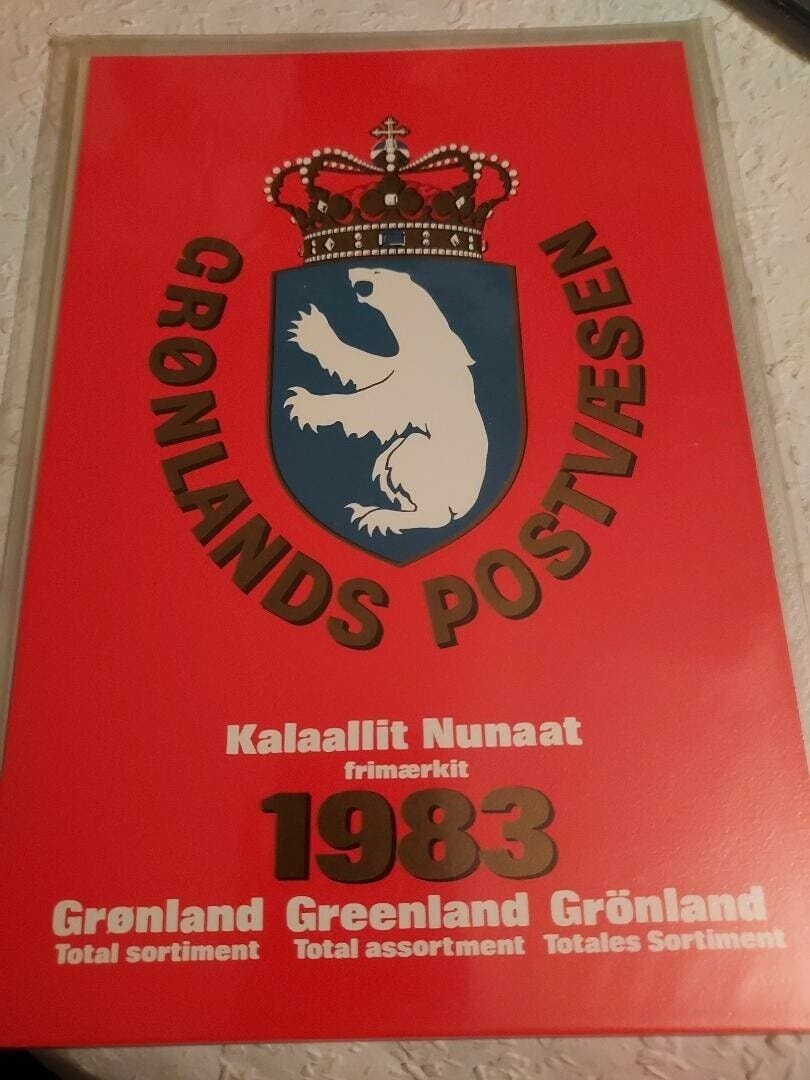 GRØNLANDS POSTVÆSEN
Kalaallit Nunaat
frimærkit
1983
Grønland Greenland Grönland
Total sortiment Total assortment Totales Sortiment